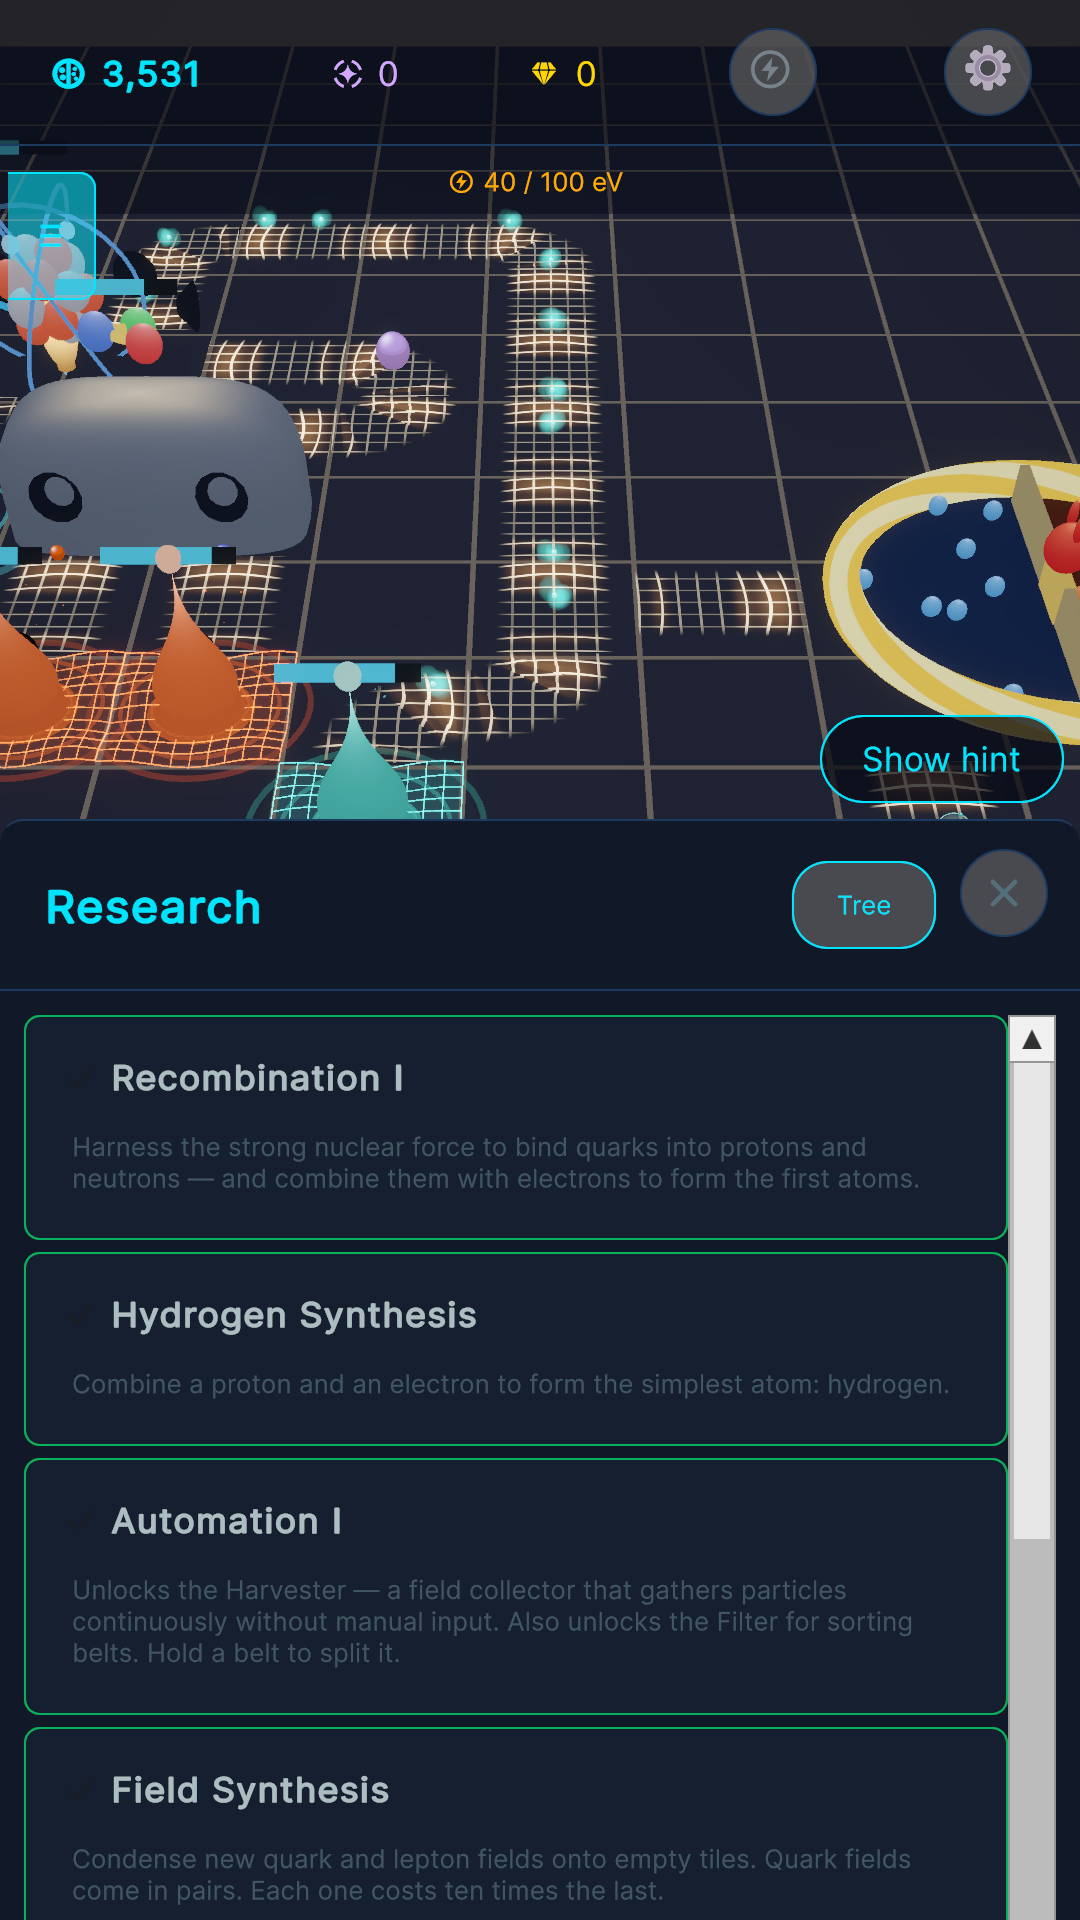 3,531
0
0
40 / 100 eV
Show hint
Research
Tree
Recombination I
Harness the strong nuclear force to bind quarks into protons and
neutrons — and combine them with electrons to form the first atoms.
Hydrogen Synthesis
Combine a proton and an electron to form the simplest atom: hydrogen.
Automation I
Unlocks the Harvester — a field collector that gathers particles
continuously without manual input. Also unlocks the Filter for sorting
belts. Hold a belt to split it.
Field Synthesis
Condense new quark and lepton fields onto empty tiles. Quark fields
come in pairs. Each one costs ten times the last.